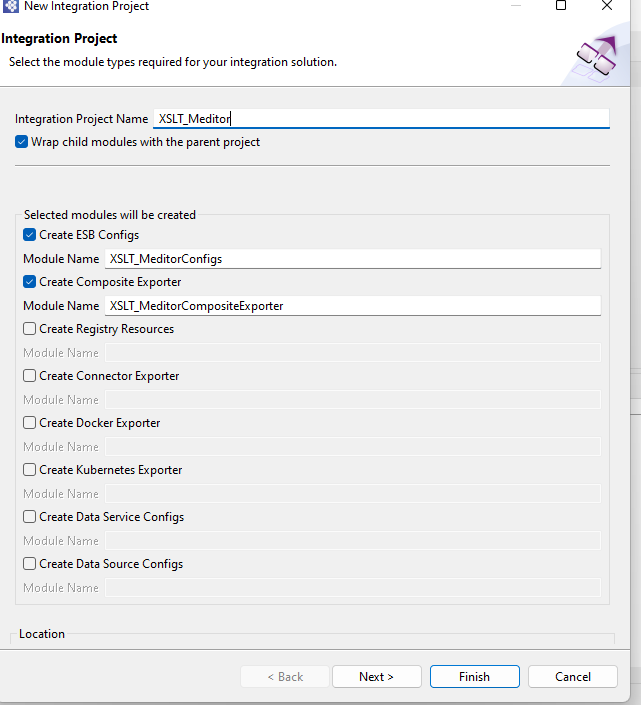 New Integration Project
Integration Project
Select the module types required for your integration solution.
Integration Project Name XSLT_Meditor
Wrap child modules with the parent project
Selected modules will be created
Create ESB Configs
Module Name XSLT_MeditorConfigs
Create Composite Exporter
Module Name XSLT_MeditorCompositeExporter
Create Registry Resources
Module Name
Create Connector Exporter
Module Name
Create Docker Exporter
Module Name
Create Kubernetes Exporter
Module Name
Create Data Service Configs
Module Name
Create Data Source Configs
Module Name
Location
< Back Next > Finish Cancel